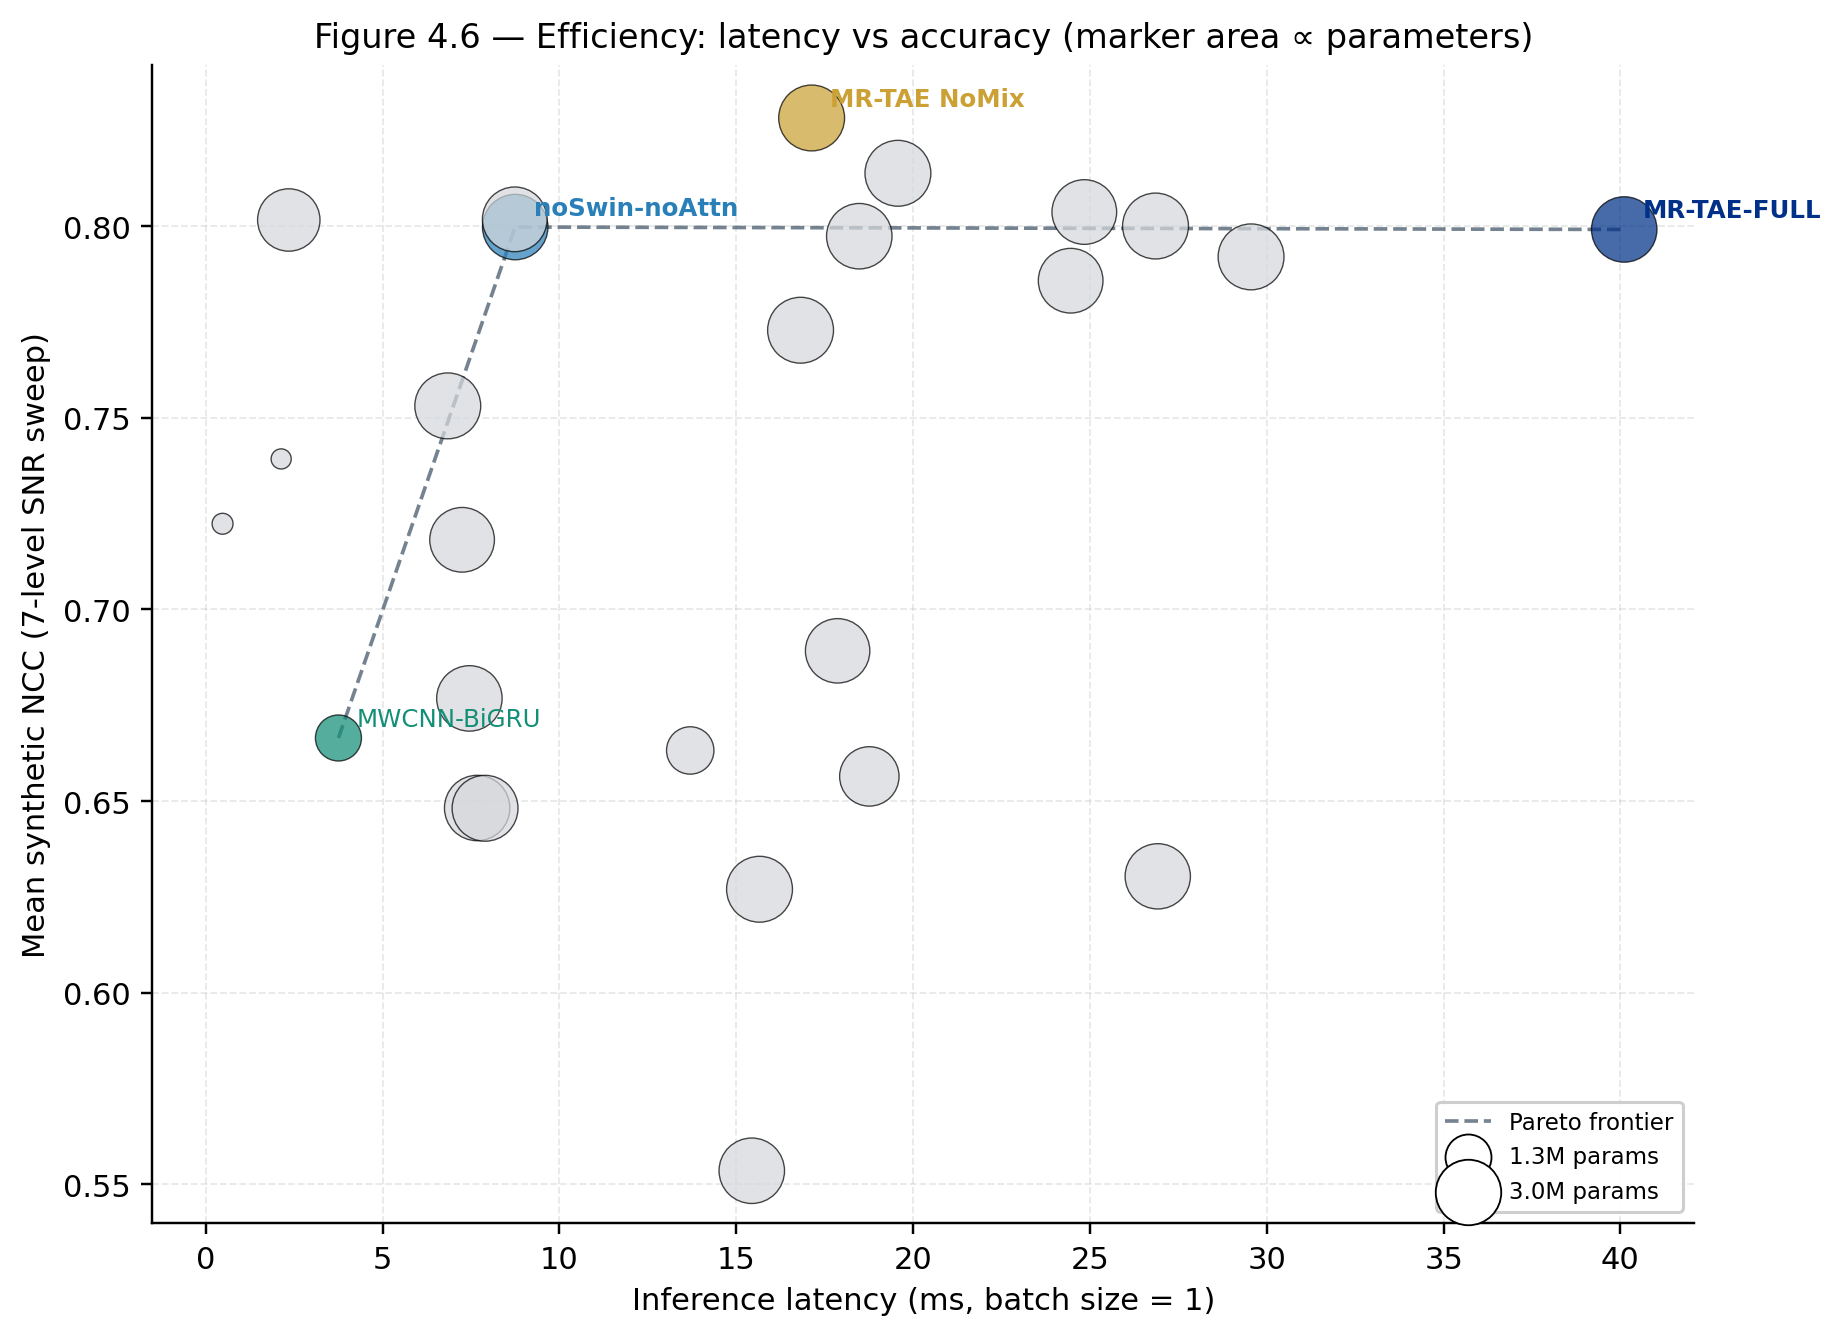 Figure 4.6 — Efficiency: latency vs accuracy (marker area ∝ parameters)
MR-TAE NoMix
noSwin-noAttn
MR-TAE-FULL
MWCNN-BiGRU
Mean synthetic NCC (7-level SNR sweep)
0.80
0.75
0.70
0.65
0.60
0.55
Pareto frontier
1.3M params
3.0M params
0 5 10 15 20 25 30 35 40
Inference latency (ms, batch size = 1)